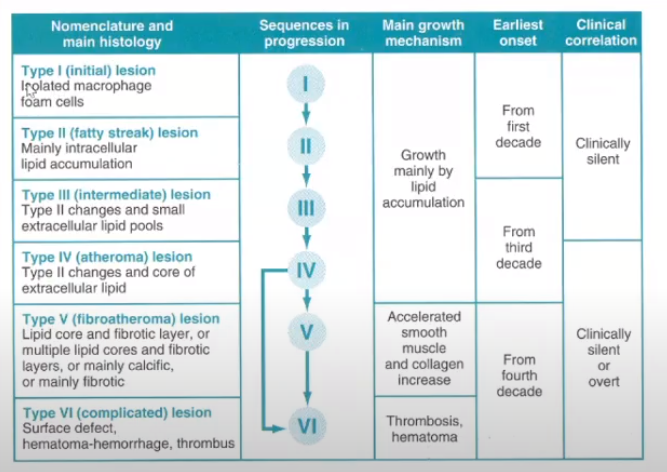 Nomenclature and
main histology
Sequences in
progression
Main growth
mechanism
Earliest
onset
Clinical
correlation
Type I (initial) lesion
Isolated macrophage
foam cells
Type II (fatty streak) lesion
Mainly intracellular
lipid accumulation
Type III (intermediate) lesion
Type II changes and small
extracellular lipid pools
Type IV (atheroma) lesion
Type II changes and core of
extracellular lipid
Type V (fibroatheroma) lesion
Lipid core and fibrotic layer, or
multiple lipid cores and fibrotic
layers, or mainly calcific,
or mainly fibrotic
Type VI (complicated) lesion
Surface defect,
hematoma-hemorrhage, thrombus
I
II
III
IV
V
VI
Growth
mainly by
lipid
accumulation
Accelerated
smooth
muscle
and collagen
increase
Thrombosis,
hematoma
From
first
decade
From
third
decade
From
fourth
decade
Clinically
silent
Clinically
silent
or
overt